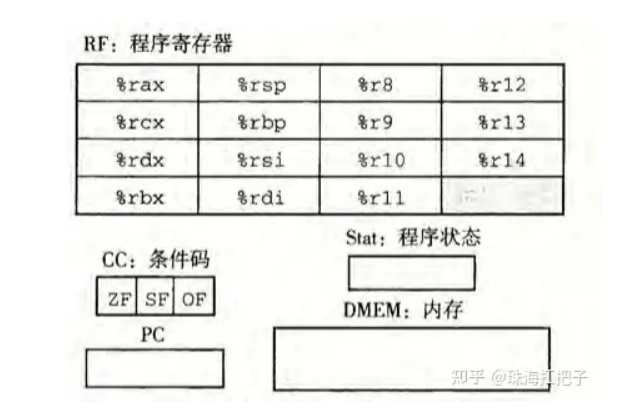 RF：程序寄存器
%rax %rsp %r8 %r12
%rcx %rbp %r9 %r13
%rdx %rsi %r10 %r14
%rbx %rdi %r11
Stat：程序状态
CC：条件码
ZF SF OF
DMEM：内存
PC
知乎 @珠海扛把子